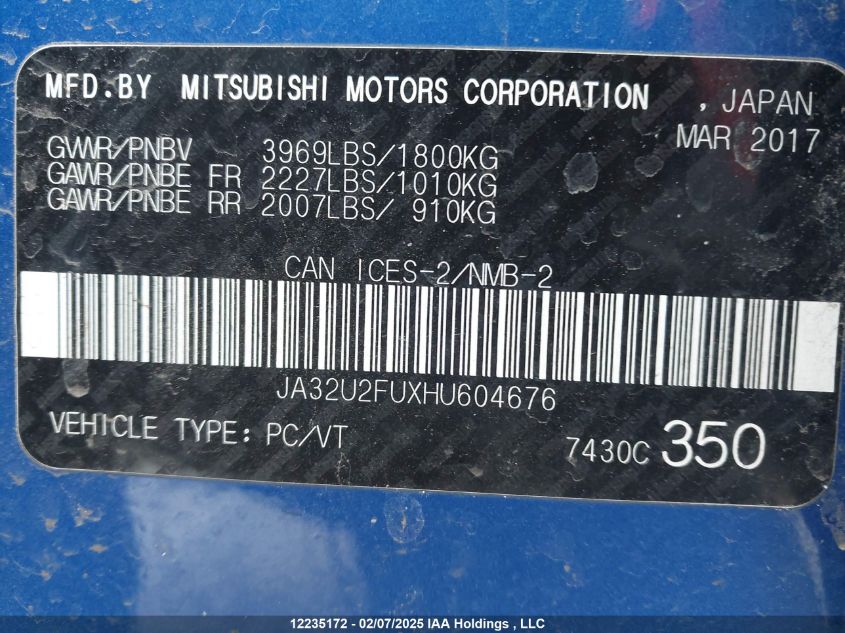 MFD.BY MITSUBISHI MOTORS CORPORATION , JAPAN
MAR 2017
GVWR/PNBV 3969LBS/1800KG
GAWR/PNBE FR 2227LBS/1010KG
GAWR/PNBE RR 2007LBS/ 910KG
CAN ICES-2/NMB-2
JA32U2FUXHU604676
VEHICLE TYPE: PC/VT
7430C 350
12235172 - 02/07/2025 IAA Holdings , LLC